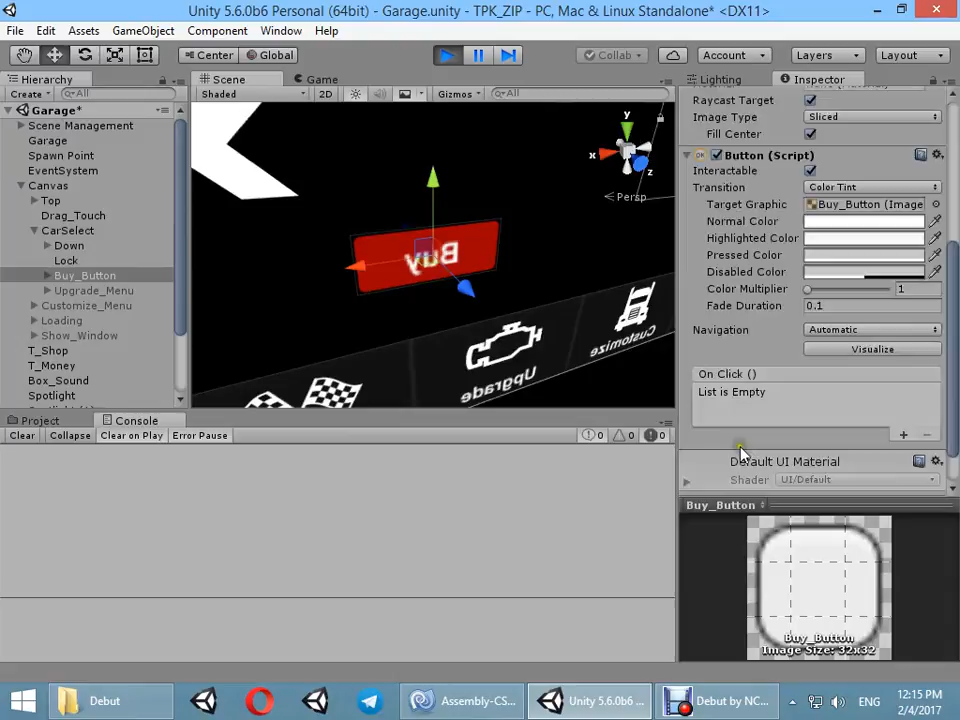 Unity 5.6.0b6 Personal (64bit) - Garage.unity - TPK_ZIP - PC, Mac & Linux Standalone* <DX11>
File Edit Assets GameObject Component Window Help
Center Global Collab Account Layers Layout
Hierarchy
Scene Game
Lighting Inspector
Create All
Shaded 2D Gizmos All
Garage*
Scene Management
Garage
Spawn Point
EventSystem
Canvas
Top
Drag_Touch
CarSelect
Down
Lock
Buy_Button
Upgrade_Menu
Customize_Menu
Loading
Show_Window
T_Shop
T_Money
Box_Sound
Spotlight
y
x
z
Persp
Buy
Customize
Upgrade
Raycast Target
Image Type Sliced
Fill Center
Button (Script)
Interactable
Transition Color Tint
Target Graphic Buy_Button (Image
Normal Color
Highlighted Color
Pressed Color
Disabled Color
Color Multiplier 1
Fade Duration 0.1
Navigation Automatic
Visualize
On Click ()
List is Empty
Default UI Material
Shader UI/Default
Buy_Button
Buy_Button
Image Size: 32x32
Project Console
Clear Collapse Clear on Play Error Pause 0 0 0
Debut Assembly-CS... Unity 5.6.0b6 ... Debut by NC... ENG
12:15 PM
2/4/2017